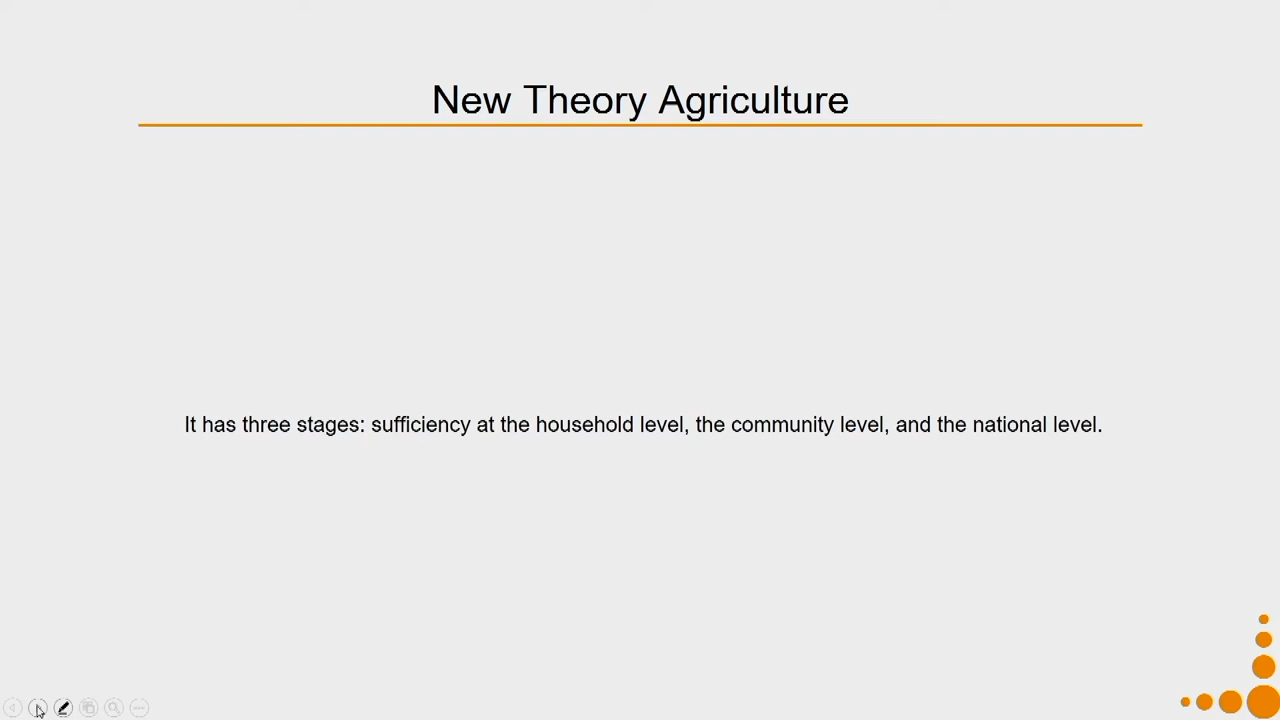 New Theory Agriculture
It has three stages: sufficiency at the household level, the community level, and the national level.